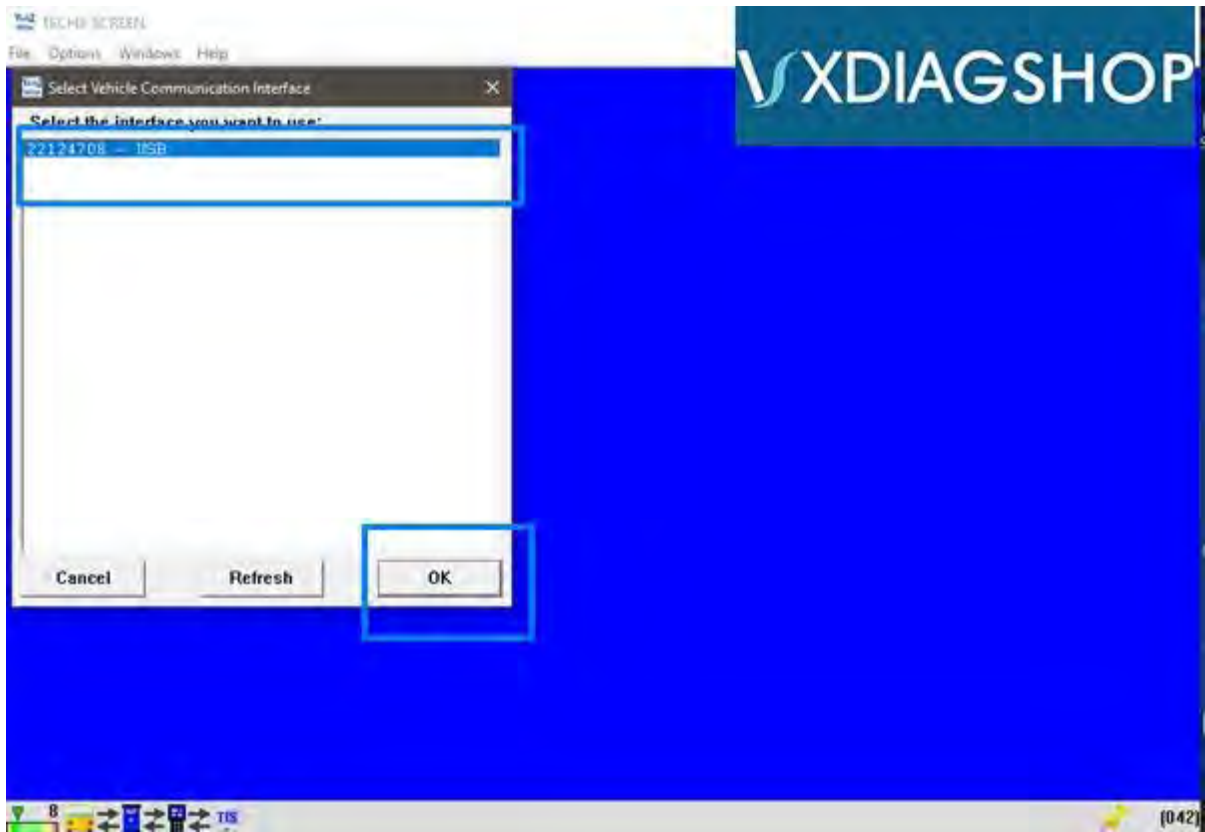 TECH2 SCREEN
File Options Windows Help
VXDIAGSHOP
Select Vehicle Communication Interface
Select the interface you want to use:
22124708 - USB
Cancel Refresh OK
8
TIS
(042)